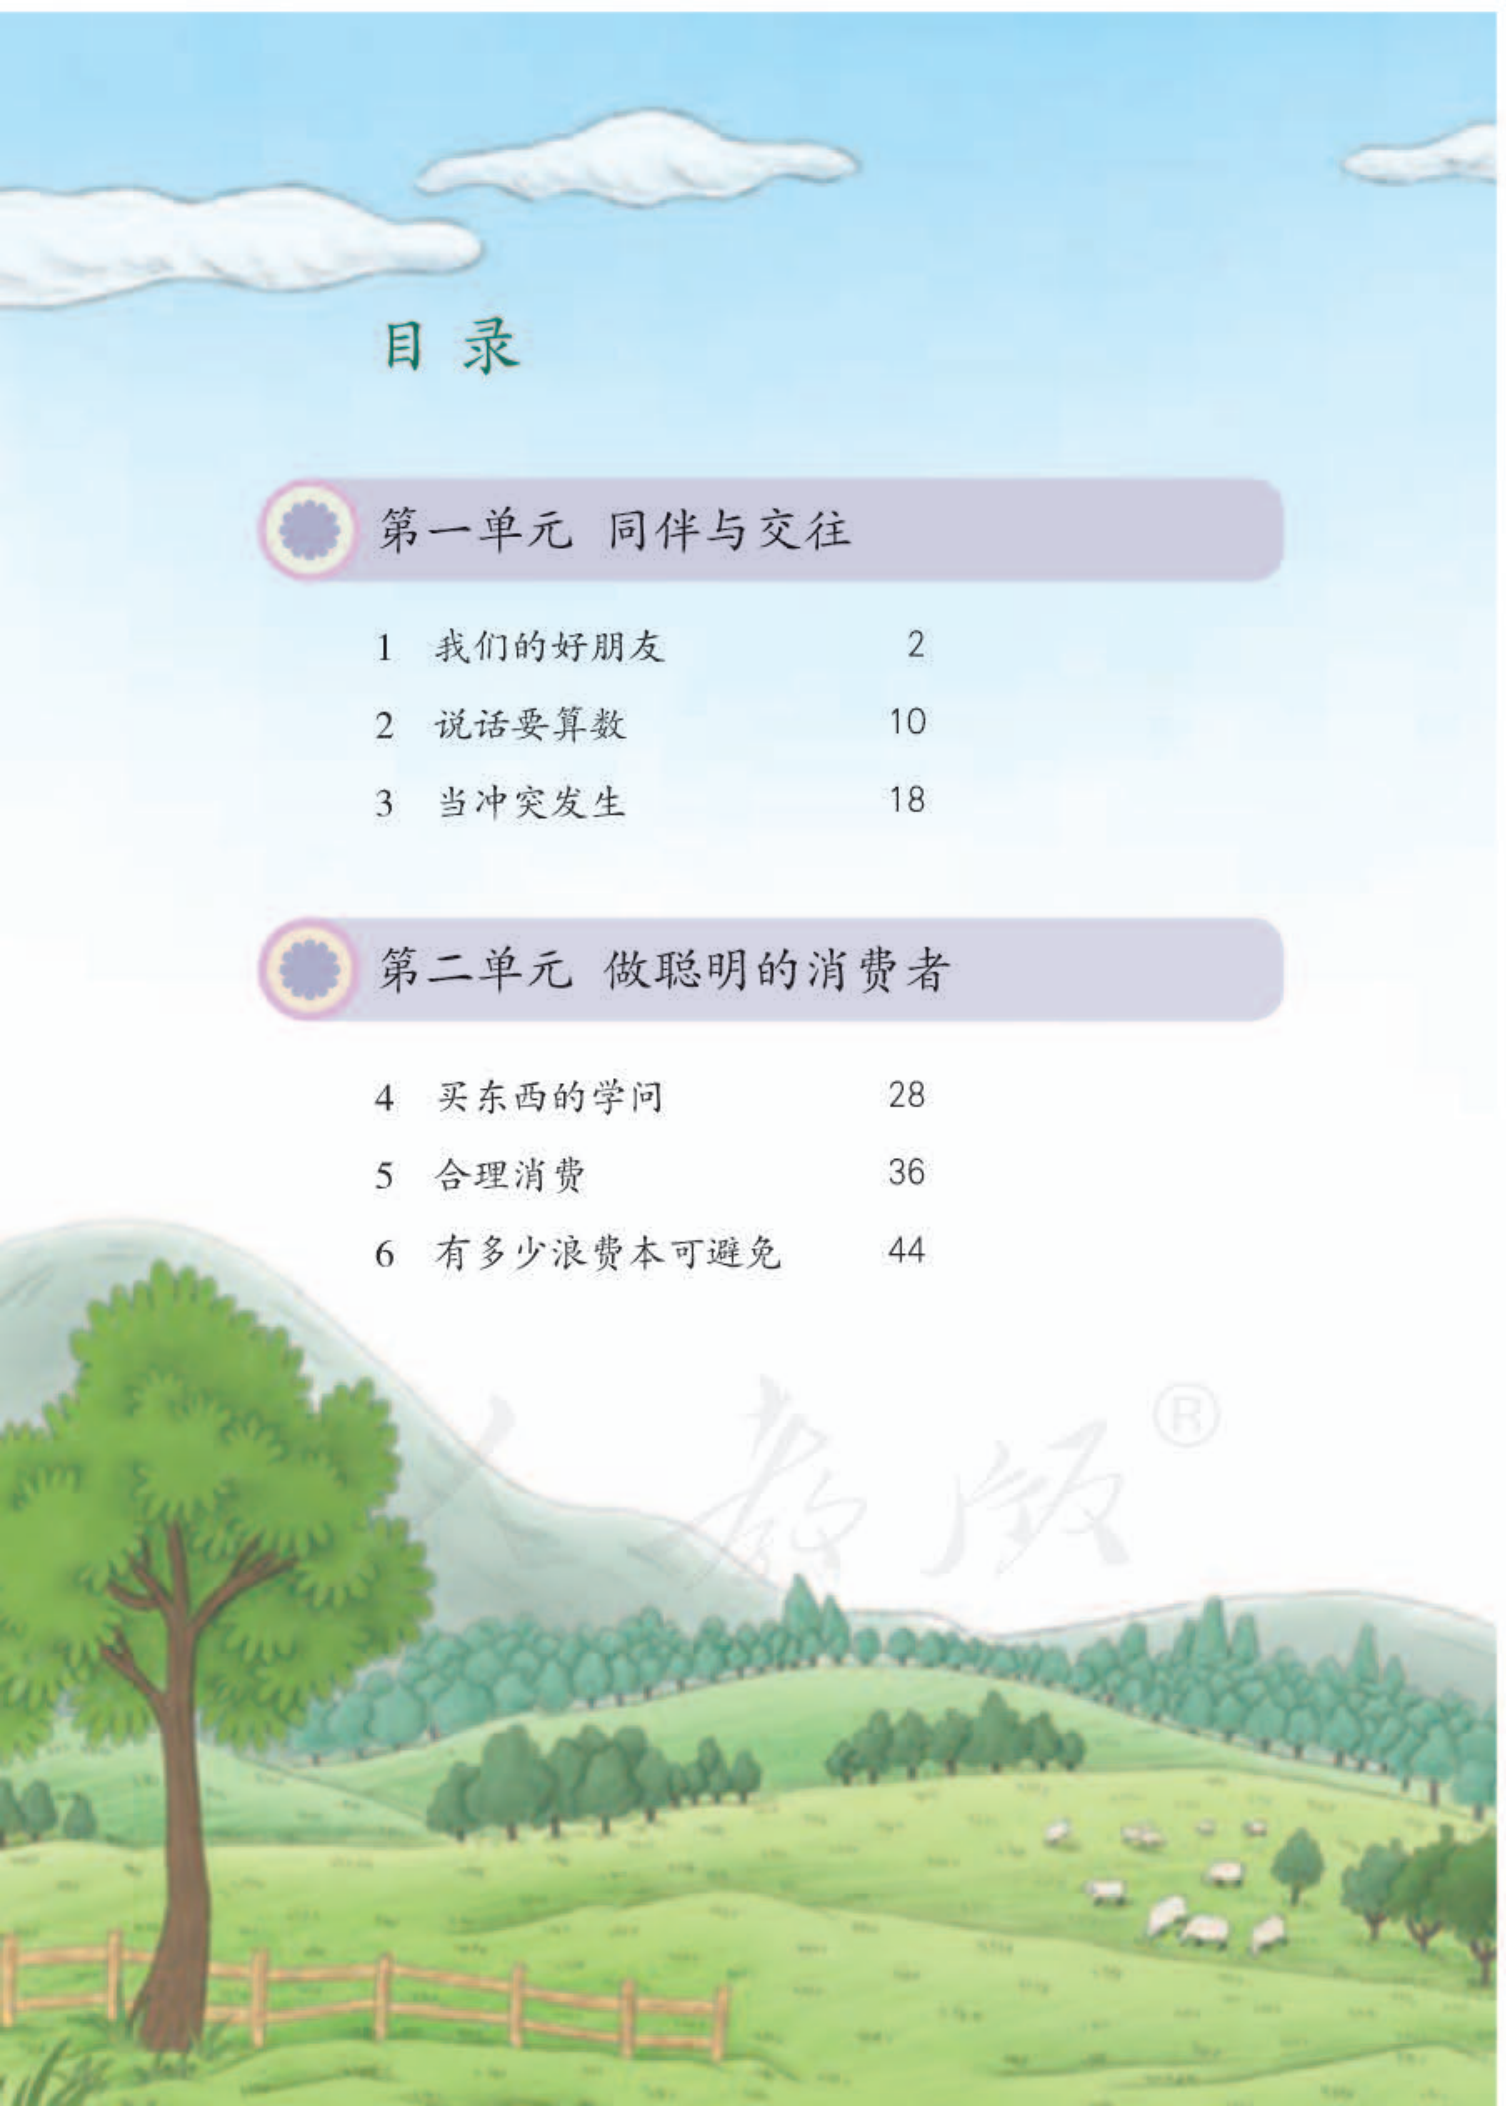 目 录
第一单元 同伴与交往
1 我们的好朋友 2
2 说话要算数 10
3 当冲突发生 18
第二单元 做聪明的消费者
4 买东西的学问 28
5 合理消费 36
6 有多少浪费本可避免 44
人教版®